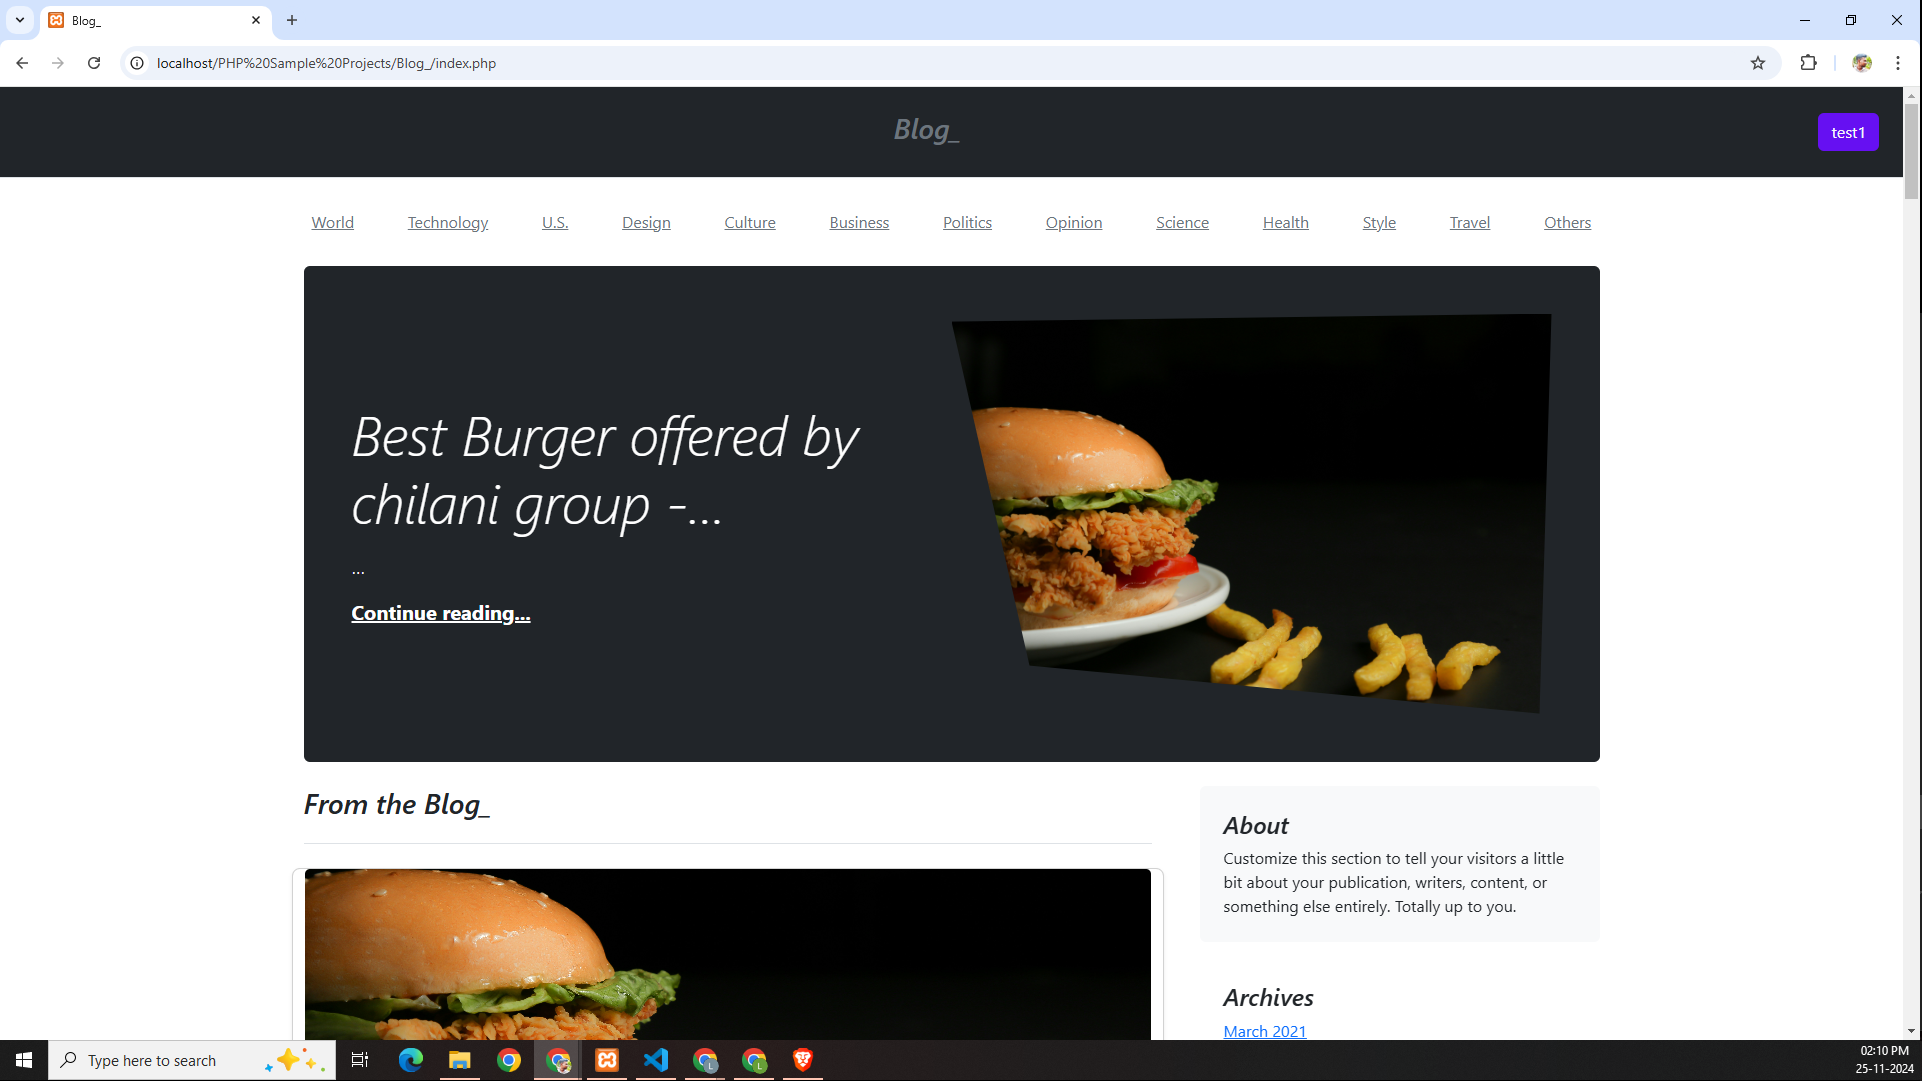 Blog_
localhost/PHP%20Sample%20Projects/Blog_/index.php
Blog_
test1
World Technology U.S. Design Culture Business Politics Opinion Science Health Style Travel Others
Best Burger offered by
chilani group -...
...
Continue reading...
From the Blog_
About
Customize this section to tell your visitors a little
bit about your publication, writers, content, or
something else entirely. Totally up to you.
Archives
March 2021
Type here to search
02:10 PM
25-11-2024